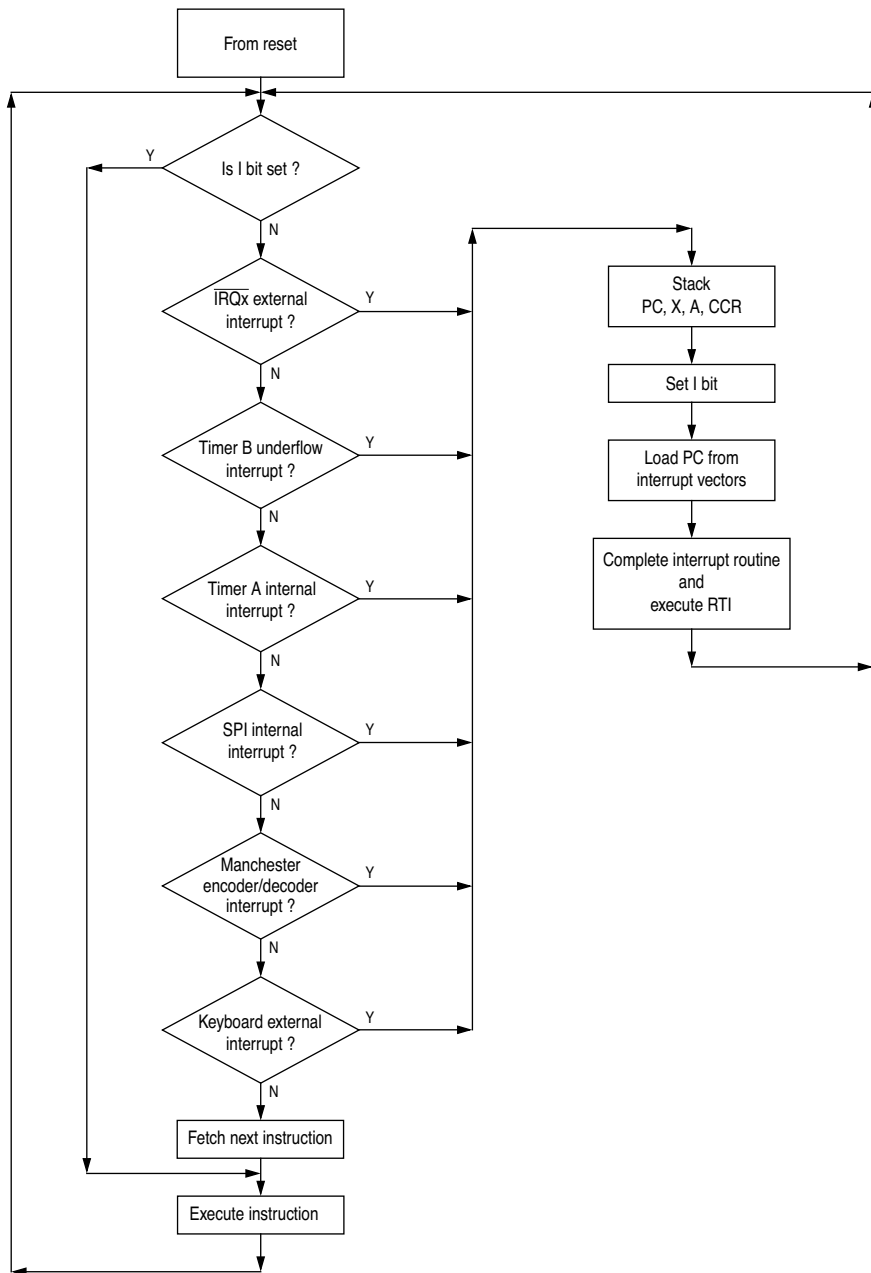 From reset
Is I bit set ?
Y
N
IRQx external
interrupt ?
Y
N
Timer B underflow
interrupt ?
Y
N
Timer A internal
interrupt ?
Y
N
SPI internal
interrupt ?
Y
N
Manchester
encoder/decoder
interrupt ?
Y
N
Keyboard external
interrupt ?
Y
N
Fetch next instruction
Execute instruction
Stack
PC, X, A, CCR
Set I bit
Load PC from
interrupt vectors
Complete interrupt routine
and
execute RTI